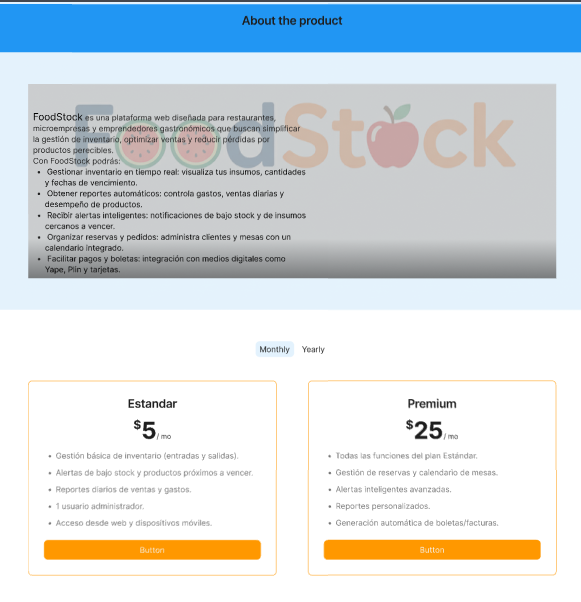 About the product
FoodStock
FoodStock es una plataforma web diseñada para restaurantes,
microempresas y emprendedores gastronómicos que buscan simplificar
la gestión de inventario, optimizar ventas y reducir pérdidas por
productos perecibles.
Con FoodStock podrás:
• Gestionar inventario en tiempo real: visualiza tus insumos, cantidades
y fechas de vencimiento.
• Obtener reportes automáticos: controla gastos, ventas diarias y
desempeño de productos.
• Recibir alertas inteligentes: notificaciones de bajo stock y de insumos
cercanos a vencer.
• Organizar reservas y pedidos: administra clientes y mesas con un
calendario integrado.
• Facilitar pagos y boletas: integración con medios digitales como
Yape, Plin y tarjetas.
Monthly Yearly
Estandar
$5/ mo
• Gestión básica de inventario (entradas y salidas).
• Alertas de bajo stock y productos próximos a vencer.
• Reportes diarios de ventas y gastos.
• 1 usuario administrador.
• Acceso desde web y dispositivos móviles.
Button
Premium
$25/ mo
• Todas las funciones del plan Estándar.
• Gestión de reservas y calendario de mesas.
• Alertas inteligentes avanzadas.
• Reportes personalizados.
• Generación automática de boletas/facturas.
Button